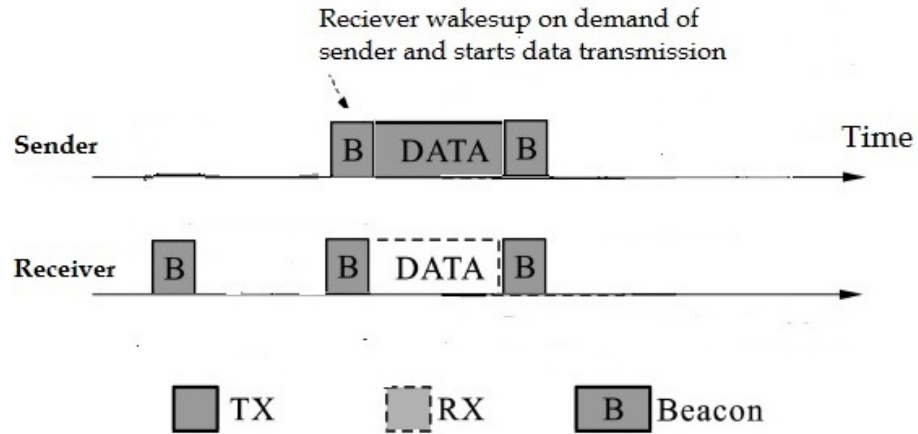 Reciever wakesup on demand of
sender and starts data transmission
Sender
B
DATA
B
Time
Receiver
B
B
DATA
B
TX
RX
B
Beacon